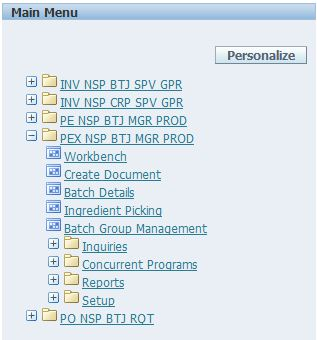 Main Menu
Personalize
INV NSP BTJ SPV GPR
INV NSP CRP SPV GPR
PE NSP BTJ MGR PROD
PEX NSP BTJ MGR PROD
Workbench
Create Document
Batch Details
Ingredient Picking
Batch Group Management
Inquiries
Concurrent Programs
Reports
Setup
PO NSP BTJ RQT